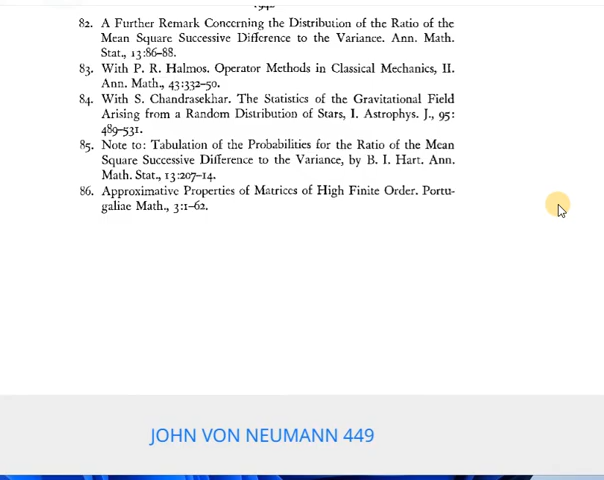 82. A Further Remark Concerning the Distribution of the Ratio of the
Mean Square Successive Difference to the Variance. Ann. Math.
Stat., 13:86–88.
83. With P. R. Halmos. Operator Methods in Classical Mechanics, II.
Ann. Math., 43:332–50.
84. With S. Chandrasekhar. The Statistics of the Gravitational Field
Arising from a Random Distribution of Stars, I. Astrophys. J., 95:
489–531.
85. Note to: Tabulation of the Probabilities for the Ratio of the Mean
Square Successive Difference to the Variance, by B. I. Hart. Ann.
Math. Stat., 13:207–14.
86. Approximative Properties of Matrices of High Finite Order. Portu-
galiae Math., 3:1–62.
JOHN VON NEUMANN 449